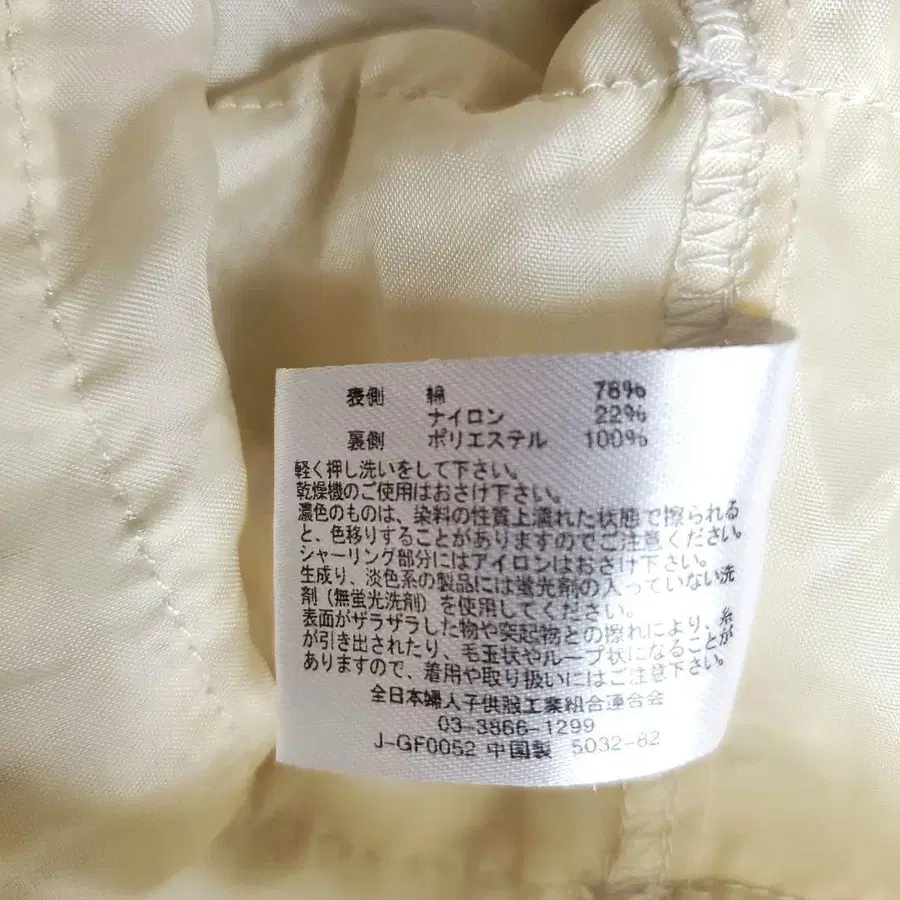 表側 綿 78%
ナイロン 22%
裏側 ポリエステル 100%
軽く押し洗いをして下さい。
乾燥機のご使用はおさけ下さい。
濃色のものは、染料の性質上濡れた状態で擦られる
と、色移りすることがありますのでご注意ください。
シャーリング部分にはアイロンはおさけ下さい。
生成り、淡色系の製品には蛍光剤の入っていない洗
剤（無蛍光洗剤）を使用してください。
表面がザラザラした物や突起物との擦れにより、糸
が引き出されたり、毛玉状やループ状になることが
ありますので、着用や取り扱いにはご注意下さい。
全日本婦人子供服工業組合連合会
03-3866-1299
J-GF0052 中国製 5032-82